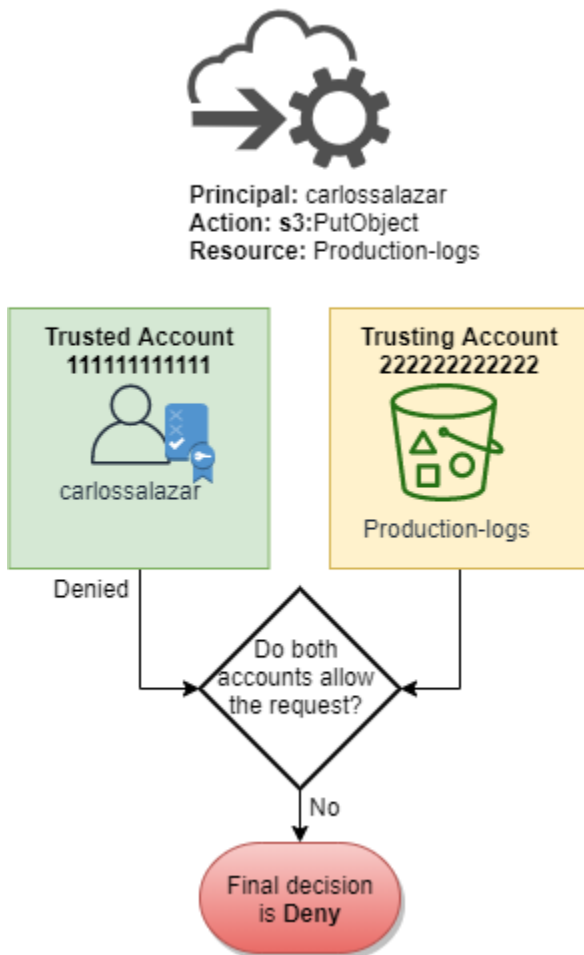 Principal: carlossalazar
Action: s3:PutObject
Resource: Production-logs
Trusted Account
111111111111
carlossalazar
Trusting Account
222222222222
Production-logs
Denied
Do both
accounts allow
the request?
No
Final decision
is Deny